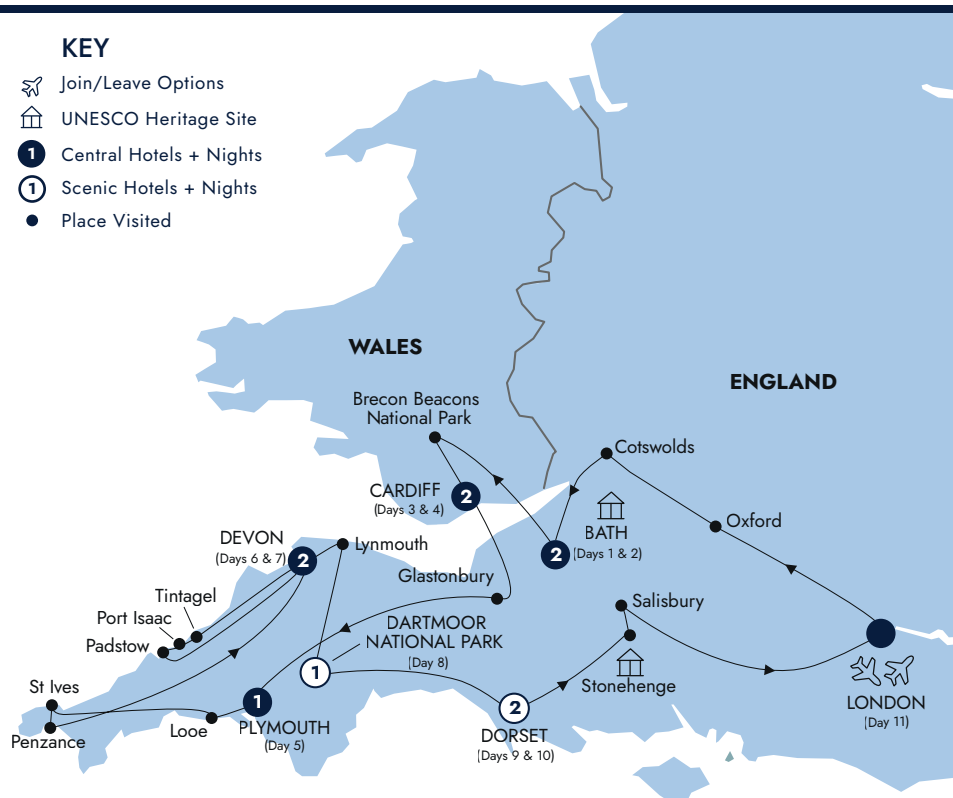 KEY
Join/Leave Options
UNESCO Heritage Site
1 Central Hotels + Nights
1 Scenic Hotels + Nights
Place Visited
WALES
ENGLAND
Brecon Beacons
National Park
Cotswolds
CARDIFF
(Days 3 & 4)
2
BATH
(Days 1 & 2)
2
Oxford
DEVON
(Days 6 & 7)
2
Lynmouth
Glastonbury
Tintagel
Port Isaac
Padstow
Salisbury
DARTMOOR
NATIONAL PARK
(Day 8)
1
Stonehenge
St Ives
Penzance
Looe
1
PLYMOUTH
(Day 5)
2
DORSET
(Days 9 & 10)
LONDON
(Day 11)